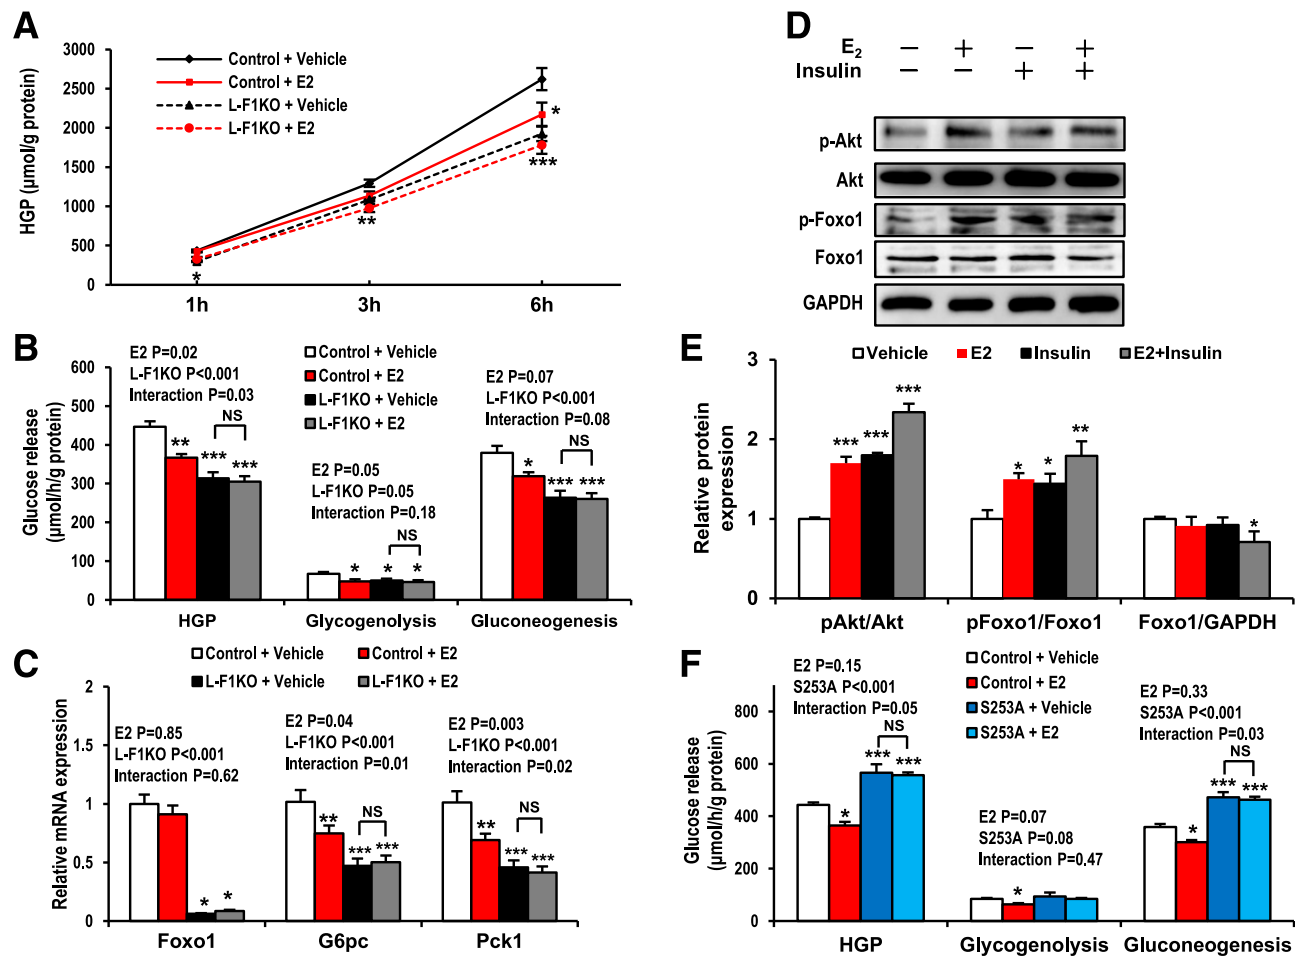 A
3000
2500
2000
1500
1000
500
0
HGP (µmol/g protein)
Control + Vehicle
Control + E2
L-F1KO + Vehicle
L-F1KO + E2
*
**
*
***
1h 3h 6h
B
Glucose release
(µmol/h/g protein)
600
500
400
300
200
100
0
E2 P=0.02
L-F1KO P<0.001
Interaction P=0.03
NS
** *** ***
Control + Vehicle
Control + E2
L-F1KO + Vehicle
L-F1KO + E2
E2 P=0.05
L-F1KO P=0.05
Interaction P=0.18
NS
* * *
E2 P=0.07
L-F1KO P<0.001
Interaction P=0.08
NS
* *** ***
HGP Glycogenolysis Gluconeogenesis
C
Control + Vehicle Control + E2
L-F1KO + Vehicle L-F1KO + E2
Relative mRNA expression
2
1.5
1
0.5
0
E2 P=0.85
L-F1KO P<0.001
Interaction P=0.62
* *
E2 P=0.04
L-F1KO P<0.001
Interaction P=0.01
NS
** *** ***
E2 P=0.003
L-F1KO P<0.001
Interaction P=0.02
NS
** *** ***
Foxo1 G6pc Pck1
D
E2 − + − +
Insulin − − + +
p-Akt
Akt
p-Foxo1
Foxo1
GAPDH
E
Vehicle E2 Insulin E2+Insulin
Relative protein
expression
3
2
1
0
*** *** ***
* * **
*
pAkt/Akt pFoxo1/Foxo1 Foxo1/GAPDH
F
Control + Vehicle
Control + E2
S253A + Vehicle
S253A + E2
Glucose release
(µmol/h/g protein)
800
600
400
200
0
E2 P=0.15
S253A P<0.001
Interaction P=0.05
NS
* *** ***
E2 P=0.07
S253A P=0.08
Interaction P=0.47
*
E2 P=0.33
S253A P<0.001
Interaction P=0.03
NS
* *** ***
HGP Glycogenolysis Gluconeogenesis